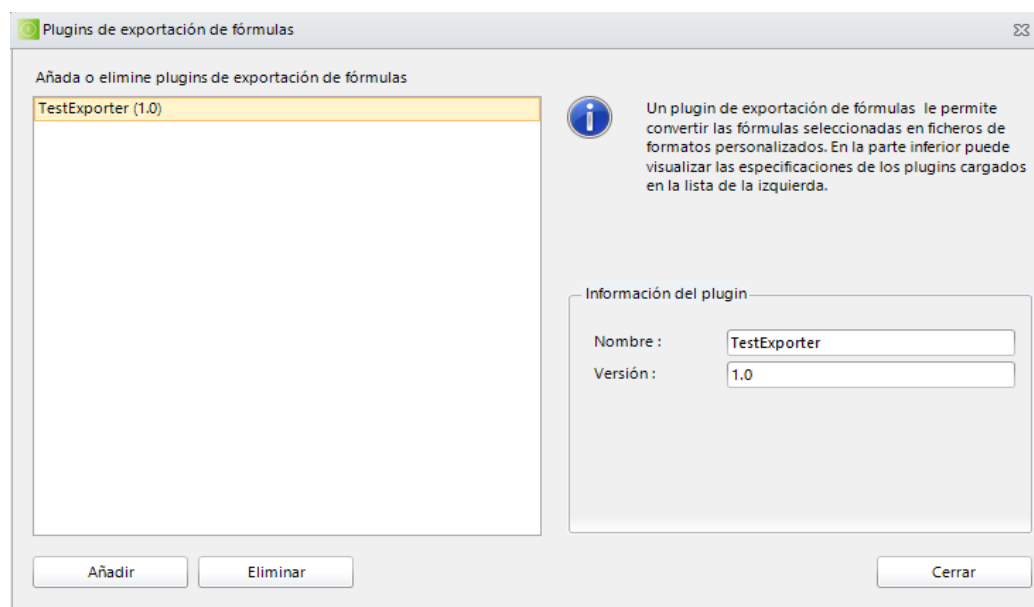 Plugins de exportación de fórmulas
Añada o elimine plugins de exportación de fórmulas
TestExporter (1.0)
Un plugin de exportación de fórmulas le permite
convertir las fórmulas seleccionadas en ficheros de
formatos personalizados. En la parte inferior puede
visualizar las especificaciones de los plugins cargados
en la lista de la izquierda.
Información del plugin
Nombre : TestExporter
Versión : 1.0
Añadir Eliminar Cerrar